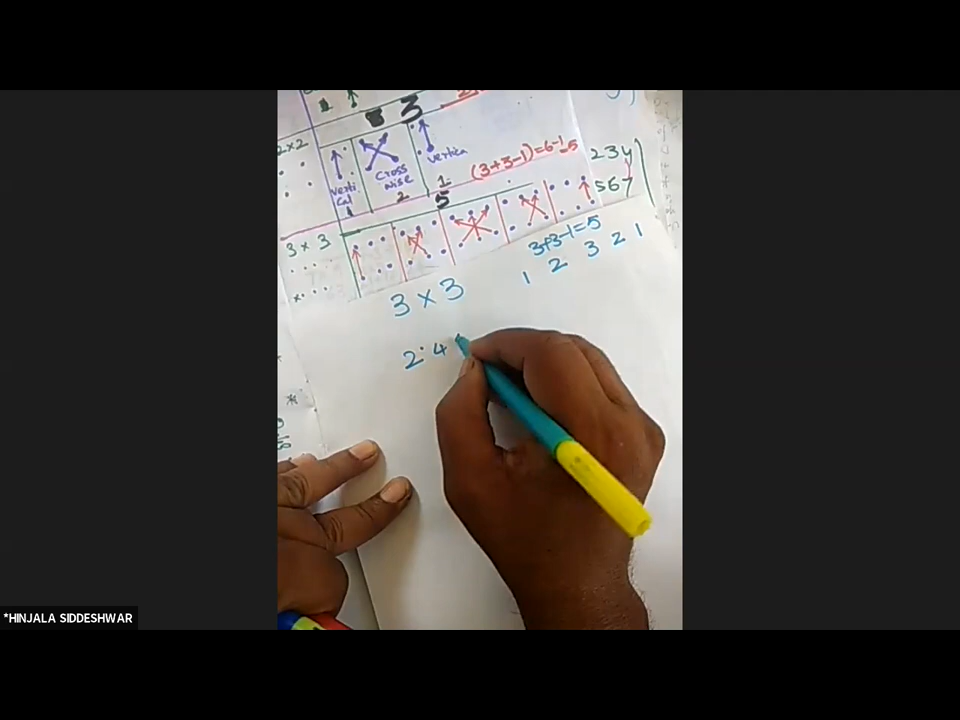 3
2×2
verti
cal
1
Cross
wise
2
vertica
1
(3+3-1)=6-1=5
5
234
567
3 × 3
3+3-1=5
1 2 3 2 1
3 × 3
2 4
*HINJALA SIDDESHWAR